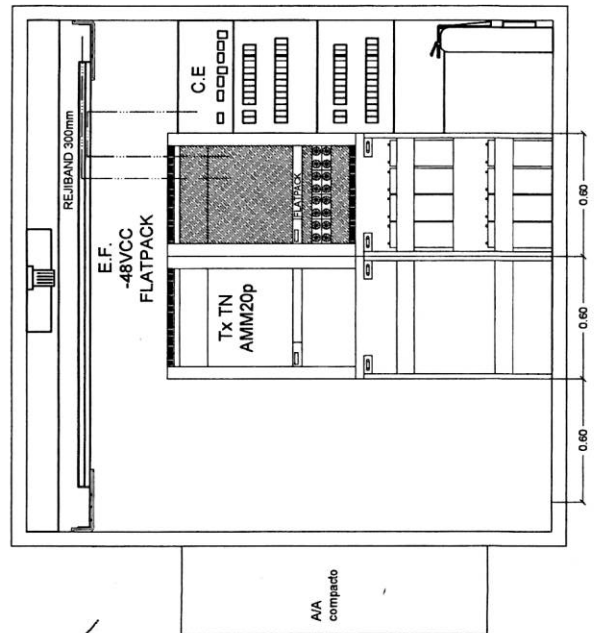 REJIBAND 300mm
E.F.
-48VCC
FLATPACK
C.E
FLATPACK
Tx TN
AMM20p
0.60
0.60
0.60
A/A
compacto